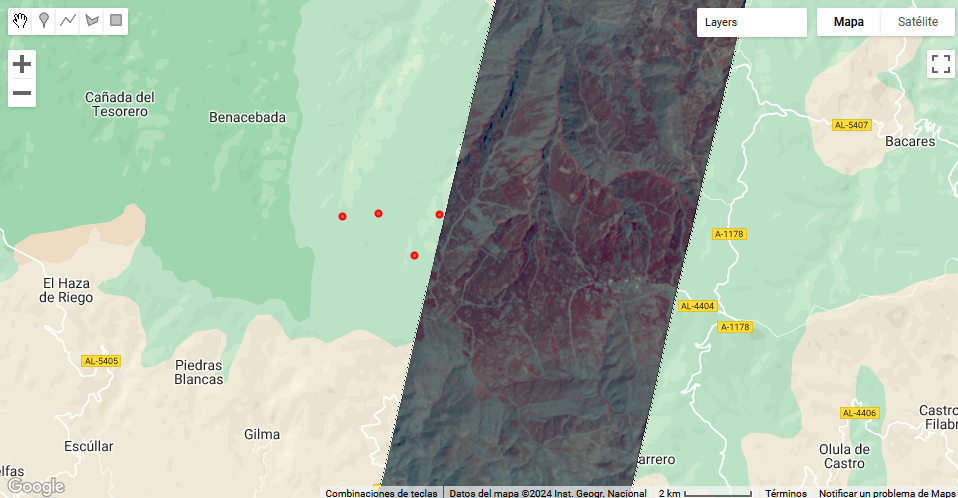 Layers
Mapa
Satélite
Cañada del
Tesorero
Benacebada
AL-5407
Bacares
A-1178
El Haza
de Riego
AL-4404
A-1178
AL-5405
Piedras
Blancas
AL-4406
Castro
Filabr
Escúllar
Gilma
Olula de
Castro
arrero
elfas
Google
Combinaciones de teclas
Datos del mapa ©2024 Inst. Geogr. Nacional
2 km
Términos
Notificar un problema de Maps